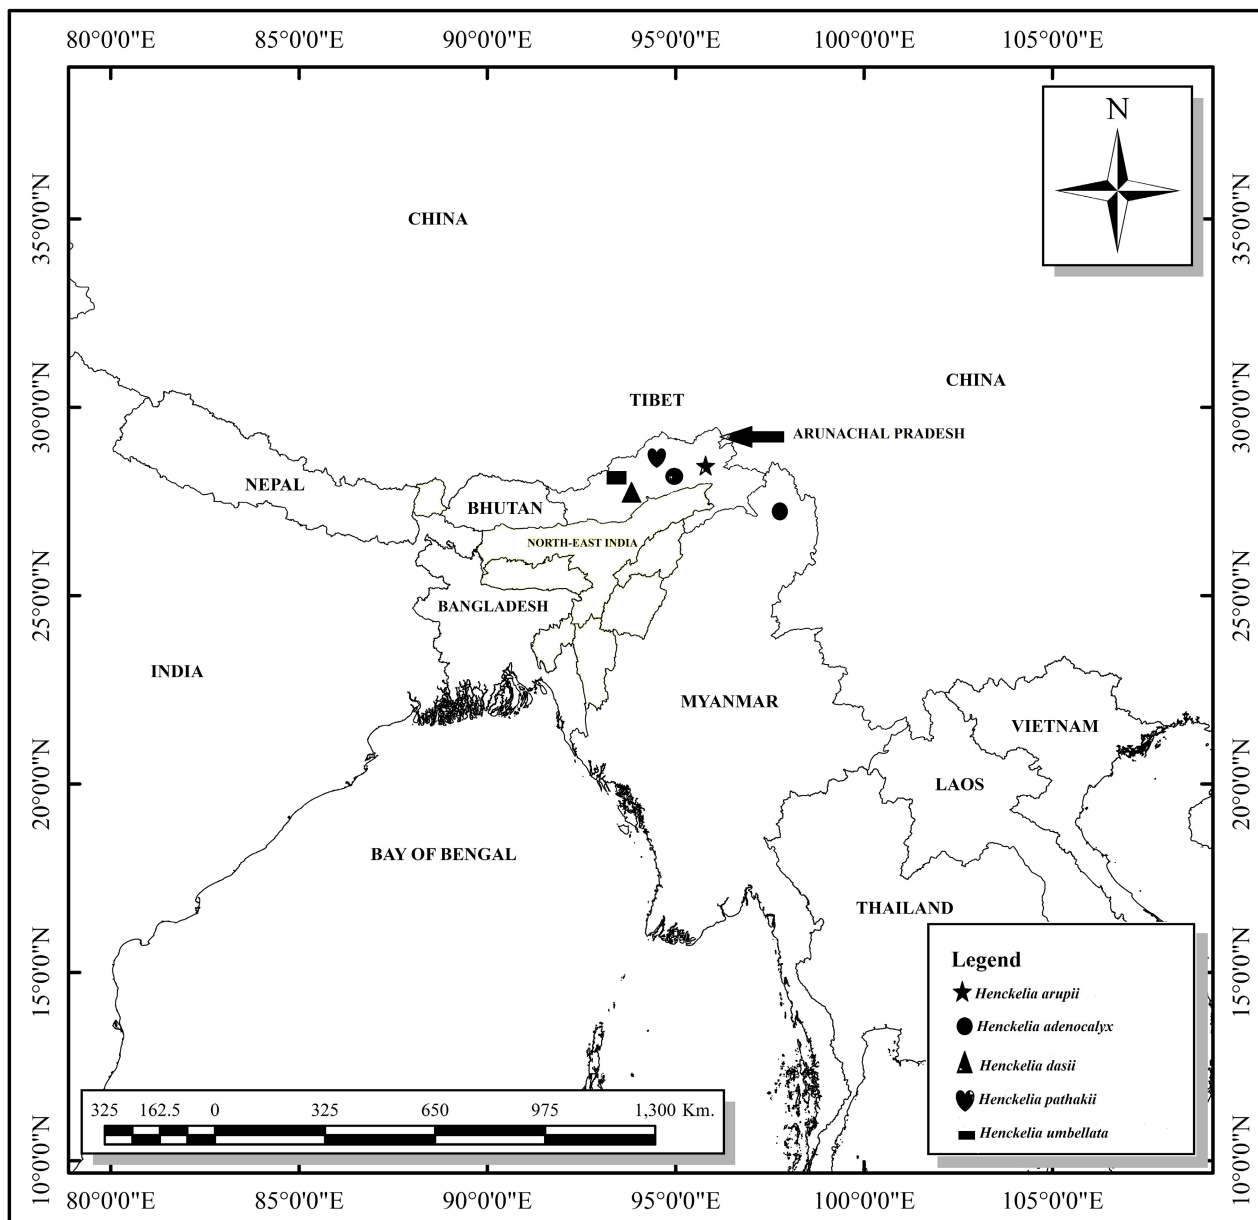 80°0'0"E 85°0'0"E 90°0'0"E 95°0'0"E 100°0'0"E 105°0'0"E
N
35°0'0"N 35°0'0"N
CHINA
CHINA
30°0'0"N 30°0'0"N
TIBET
ARUNACHAL PRADESH
NEPAL
BHUTAN
NORTH-EAST INDIA
25°0'0"N 25°0'0"N
BANGLADESH
INDIA
MYANMAR
VIETNAM
20°0'0"N 20°0'0"N
LAOS
BAY OF BENGAL
THAILAND
15°0'0"N 15°0'0"N
Legend
Henckelia arupii
Henckelia adenocalyx
Henckelia dasii
Henckelia pathakii
Henckelia umbellata
325 162.5 0 325 650 975 1,300 Km.
10°0'0"N 10°0'0"N
80°0'0"E 85°0'0"E 90°0'0"E 95°0'0"E 100°0'0"E 105°0'0"E